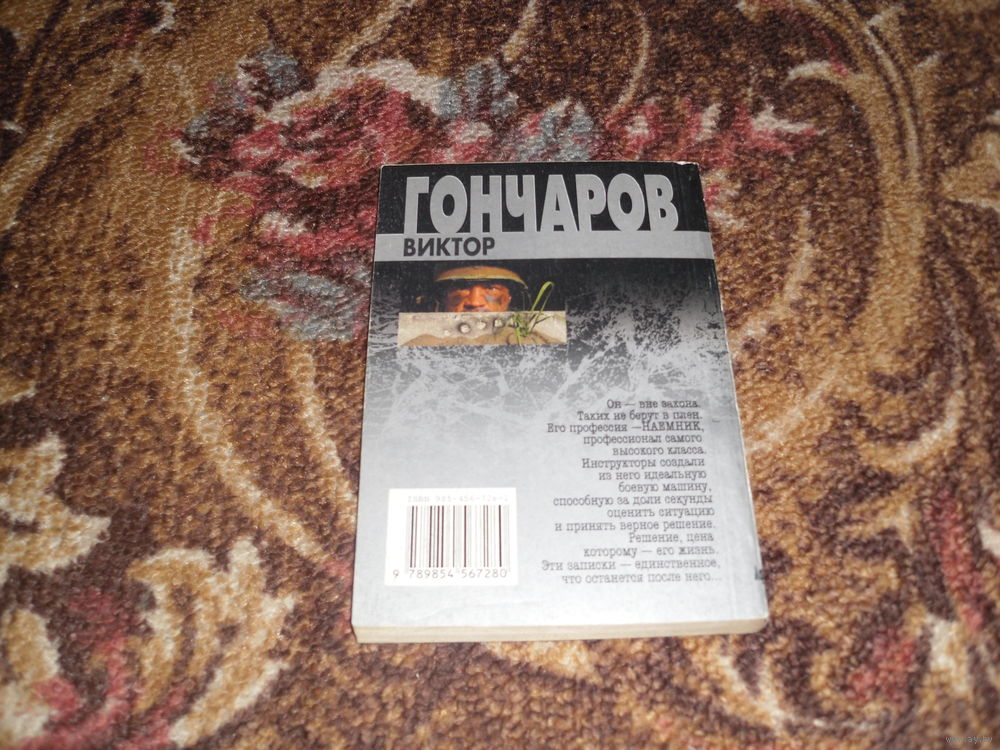 ГОНЧАРОВ
ВИКТОР
Он — вне закона.
Таких не берут в плен.
Его профессия —НАЕМНИК,
профессионал самого
высокого класса.
Инструкторы создали
из него идеальную
боевую машину,
способную за доли секунды
оценить ситуацию
и принять верное решение.
Решение, цена
которому — его жизнь.
Эти записки — единственное,
что останется после него...
ISBN
9 789854 567280